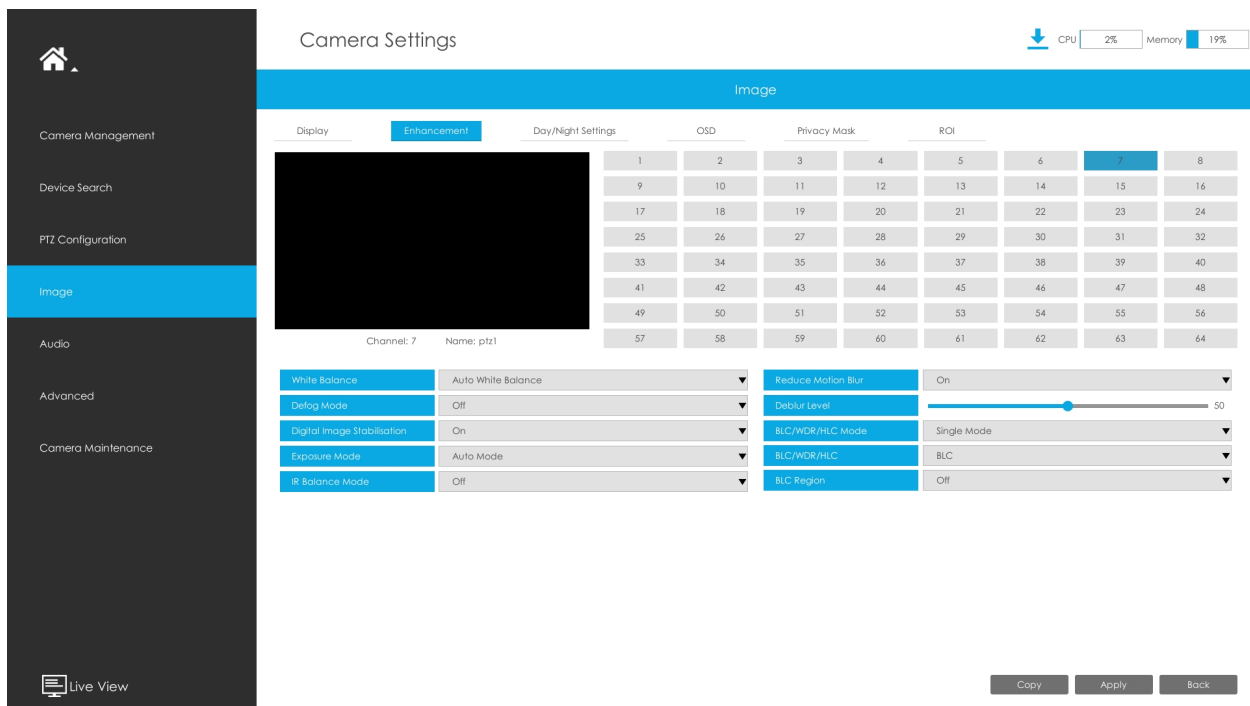 Camera Settings
CPU 2% Memory 19%
Image
Camera Management
Device Search
PTZ Configuration
Image
Audio
Advanced
Camera Maintenance
Live View
Display Enhancement Day/Night Settings OSD Privacy Mask ROI
1 2 3 4 5 6 7 8
9 10 11 12 13 14 15 16
17 18 19 20 21 22 23 24
25 26 27 28 29 30 31 32
33 34 35 36 37 38 39 40
41 42 43 44 45 46 47 48
49 50 51 52 53 54 55 56
57 58 59 60 61 62 63 64
Channel: 7 Name: ptz1
White Balance Auto White Balance
Defog Mode Off
Digital Image Stabilisation On
Exposure Mode Auto Mode
IR Balance Mode Off
Reduce Motion Blur On
Deblur Level 50
BLC/WDR/HLC Mode Single Mode
BLC/WDR/HLC BLC
BLC Region Off
Copy Apply Back